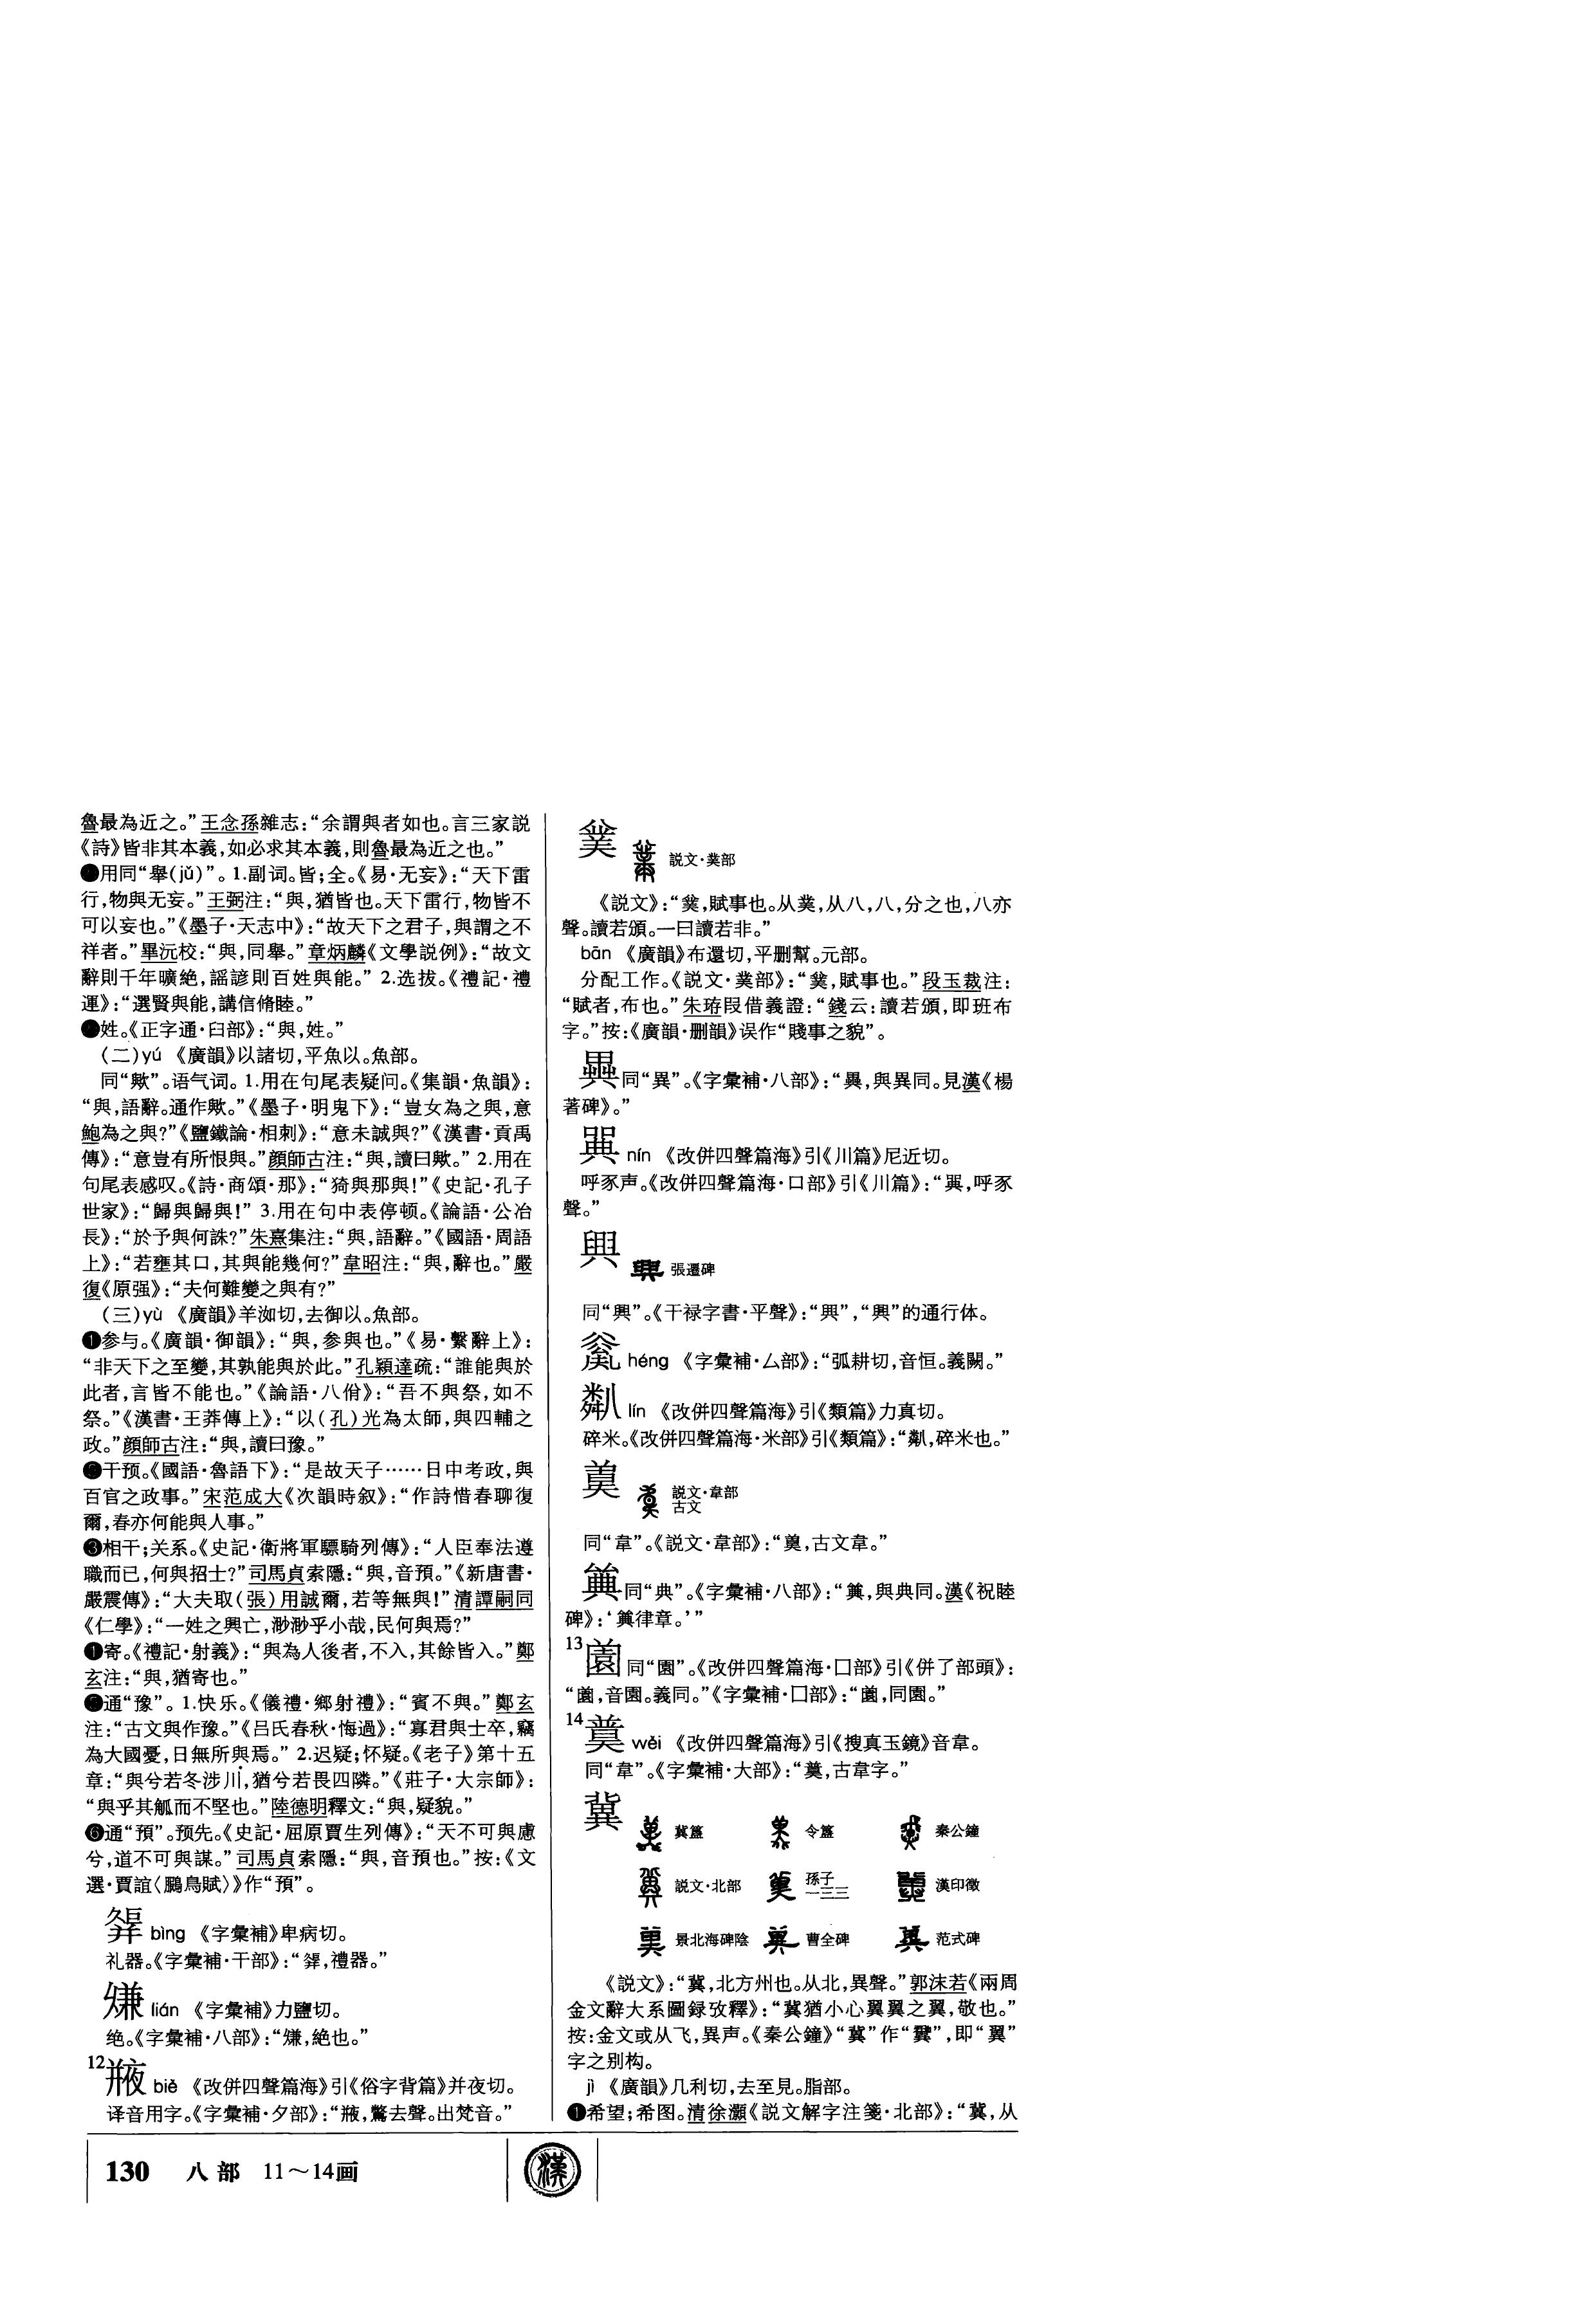 魯最為近之。”王念孫雜志：“余謂與者如也。言三家説
《詩》皆非其本義，如必求其本義，則魯最為近之也。”
用同“舉(jǔ)”。1.副词。皆；全。《易·无妄》：“天下雷
行，物與无妄。”王弼注：“與，猶皆也。天下雷行，物皆不
可以妄也。”《墨子·天志中》：“故天下之君子，與謂之不
祥者。”畢沅校：“與，同舉。”章炳麟《文學説例》：“故文
辭則千年曠絶，謡諺則百姓與能。”2.选拔。《禮記·禮
運》：“選賢與能，講信脩睦。”
姓。《正字通·臼部》：“與，姓。”
(二)yú 《廣韻》以諸切，平魚以。魚部。
同“歟”。语气词。1.用在句尾表疑问。《集韻·魚韻》：
“與，語辭。通作歟。”《墨子·明鬼下》：“豈女為之與，意
鮑為之與？”《鹽鐵論·相刺》：“意未誠與？”《漢書·貢禹
傳》：“意豈有所恨與。”顔師古注：“與，讀曰歟。”2.用在
句尾表感叹。《詩·商頌·那》：“猗與那與！”《史記·孔子
世家》：“歸與歸與！”3.用在句中表停顿。《論語·公冶
長》：“於予與何誅？”朱熹集注：“與，語辭。”《國語·周語
上》：“若壅其口，其與能幾何？”韋昭注：“與，辭也。”嚴
復《原强》：“夫何難變之與有？”
(三)yù 《廣韻》羊洳切，去御以。魚部。
❶参与。《廣韻·御韻》：“與，参與也。”《易·繫辭上》：
“非天下之至變，其孰能與於此。”孔穎達疏：“誰能與於
此者，言皆不能也。”《論語·八佾》：“吾不與祭，如不
祭。”《漢書·王莽傳上》：“以(孔)光為太師，與四輔之
政。”顔師古注：“與，讀曰豫。”
干预。《國語·魯語下》：“是故天子……日中考政，與
百官之政事。”宋范成大《次韻時叙》：“作詩惜春聊復
爾，春亦何能與人事。”
❸相干；关系。《史記·衛將軍驃騎列傳》：“人臣奉法遵
職而已，何與招士？”司馬貞索隱：“與，音預。”《新唐書·
嚴震傳》：“大夫取(張)用誠爾，若等無與！”清譚嗣同
《仁學》：“一姓之興亡，渺渺乎小哉，民何與焉？”
寄。《禮記·射義》：“與為人後者，不入，其餘皆入。”鄭
玄注：“與，猶寄也。”
通“豫”。1.快乐。《儀禮·鄉射禮》：“賓不與。”鄭玄
注：“古文與作豫。”《吕氏春秋·悔過》：“寡君與士卒，竊
為大國憂，日無所與焉。”2.迟疑；怀疑。《老子》第十五
章：“與兮若冬涉川，猶兮若畏四隣。”《莊子·大宗師》：
“與乎其觚而不堅也。”陸德明釋文：“與，疑貌。”
❻通“預”。预先。《史記·屈原賈生列傳》：“天不可與慮
兮，道不可與謀。”司馬貞索隱：“與，音預也。”按：《文
選·賈誼〈鵩鳥賦〉》作“預”。
bìng 《字彙補》卑病切。
礼器。《字彙補·干部》：“，禮器。”
lián 《字彙補》力鹽切。
绝。《字彙補·八部》：“，絶也。”
12 biě 《改併四聲篇海》引《俗字背篇》并夜切。
译音用字。《字彙補·夕部》：“，驚去聲。出梵音。”
説文·菐部
《説文》：“，賦事也。从菐，从八，八，分之也，八亦
聲。讀若頒。一曰讀若非。”
bān 《廣韻》布還切，平删幫。元部。
分配工作。《説文·菐部》：“，賦事也。”段玉裁注：
“賦者，布也。”朱珔叚借義證：“錢云：讀若頒，即班布
字。”按：《廣韻·删韻》误作“賤事之貌”。
同“異”。《字彙補·八部》：“，與異同。見漢《楊
著碑》。”
nín 《改併四聲篇海》引《川篇》尼近切。
呼豕声。《改併四聲篇海·口部》引《川篇》：“，呼豕
聲。”
張遷碑
同“興”。《干禄字書·平聲》：“”，“興”的通行体。
héng 《字彙補·厶部》：“弧耕切，音恒。義闕。”
lín 《改併四聲篇海》引《類篇》力真切。
碎米。《改併四聲篇海·米部》引《類篇》：“，碎米也。”
説文·韋部
古文
同“韋”。《説文·韋部》：“，古文韋。”
同“典”。《字彙補·八部》：“，與典同。漢《祝睦
碑》：‘律章。’”
13 同“園”。《改併四聲篇海·囗部》引《併了部頭》：
“，音園。義同。”《字彙補·囗部》：“，同園。”
14 wěi 《改併四聲篇海》引《搜真玉鏡》音韋。
同“韋”。《字彙補·大部》：“，古韋字。”
冀
冀簋 令簋 秦公鐘
説文·北部 孫子一三三 漢印徵
景北海碑陰 曹全碑 范式碑
《説文》：“冀，北方州也。从北，異聲。”郭沫若《兩周
金文辭大系圖録攷釋》：“冀猶小心翼翼之翼，敬也。”
按：金文或从飞，異声。《秦公鐘》“冀”作“”，即“翼”
字之别构。
jì 《廣韻》几利切，去至見。脂部。
❶希望；希图。清徐灝《説文解字注箋·北部》：“冀，从
130 八部 11～14画
漢